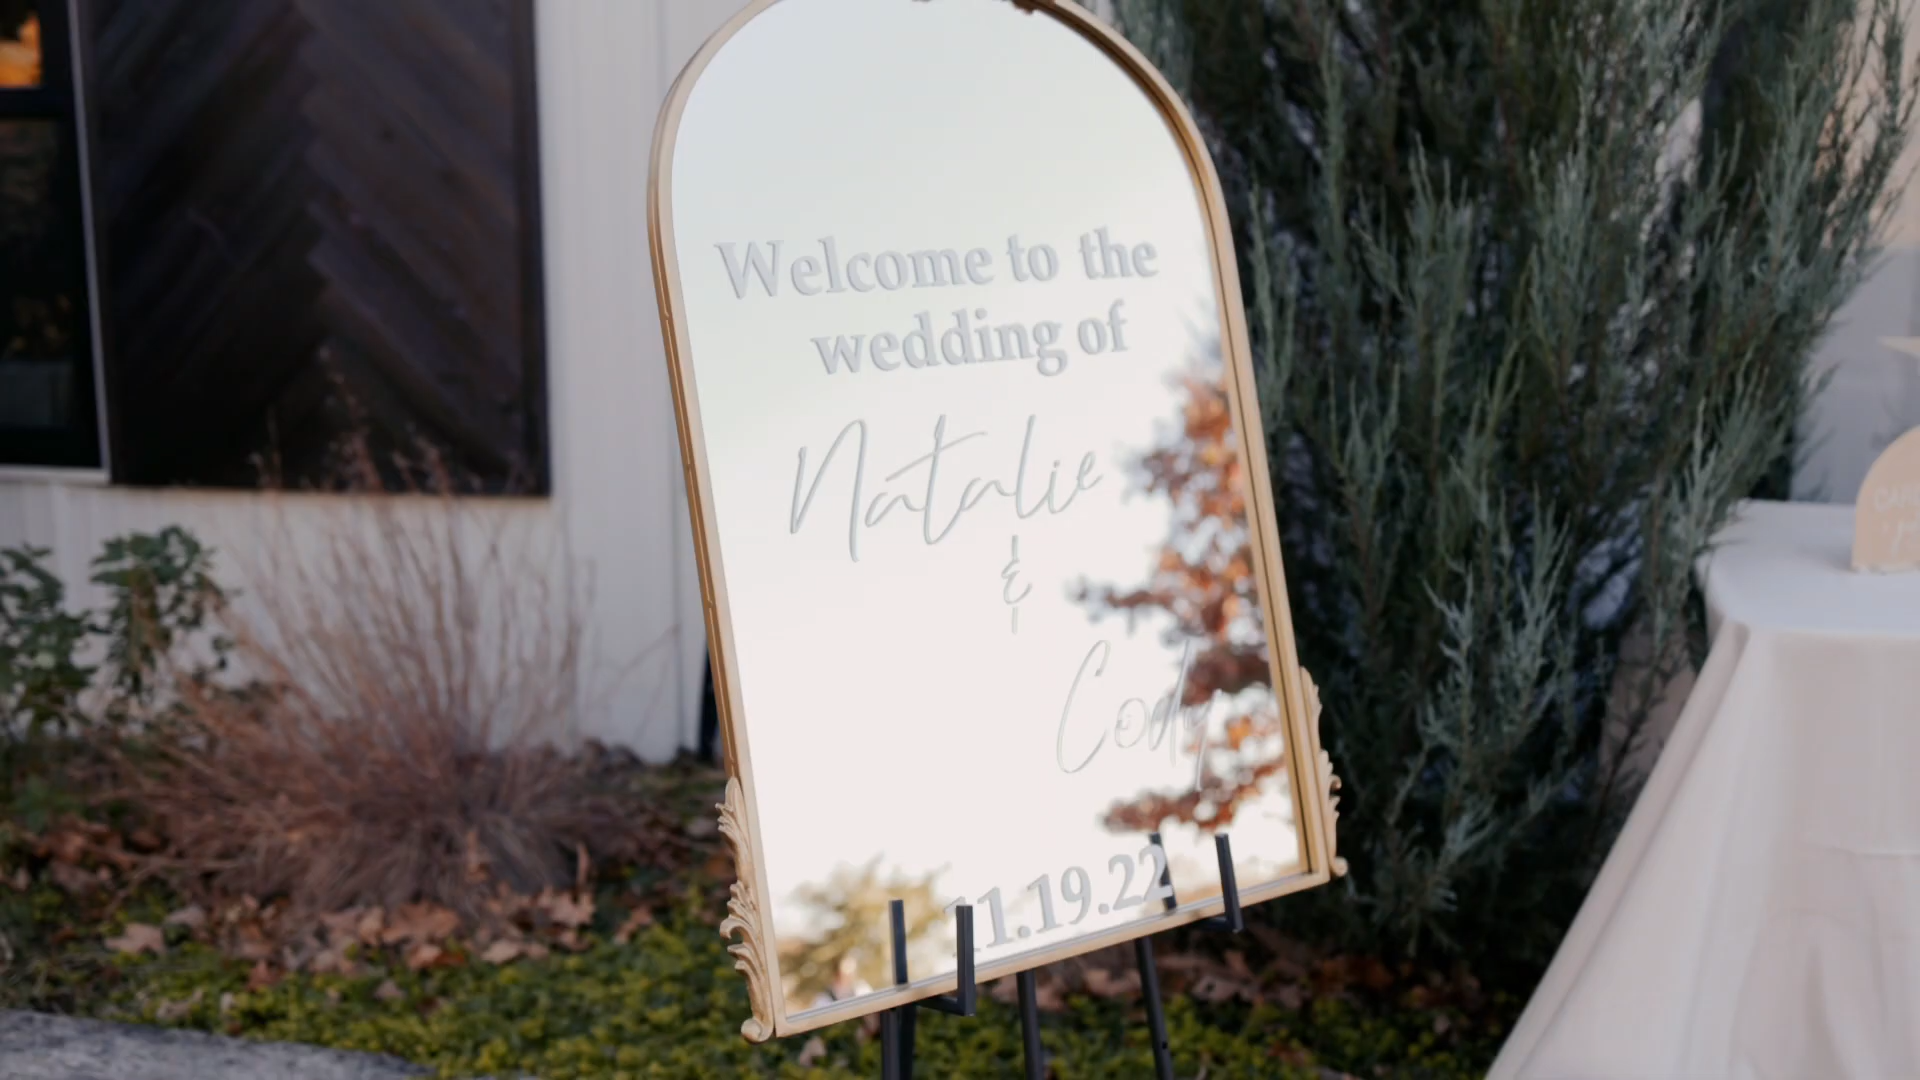 Welcome to the
wedding of
Natalie
&
Cody
11.19.22